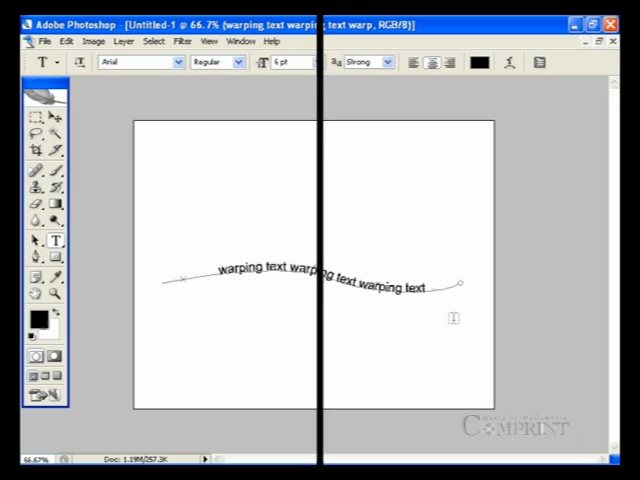 Adobe Photoshop - [Untitled-1 @ 66.7% (warping text warping text warp, RGB/8)]
File Edit Image Layer Select Filter View Window Help
T T Arial Regular T 6 pt aa Strong
T
warping text warping text warping text
COMPRINT
66.67% Doc: 1.19M/257.3K